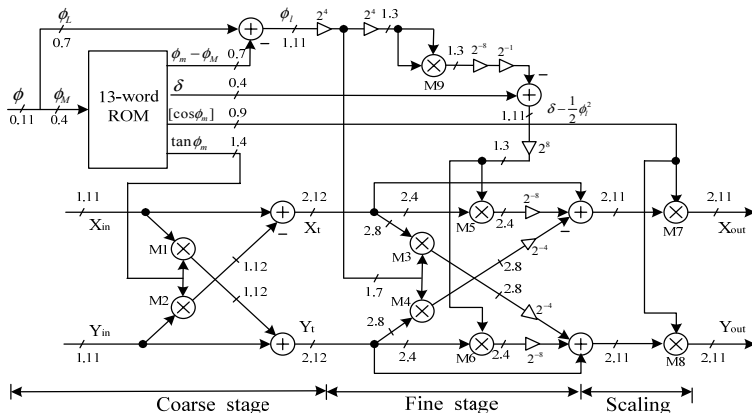 ϕ_L
0.7
ϕ_l
1.11
2^4
2^4
1.3
ϕ_m − ϕ_M
0.7
−
1.3
2^-8
2^-1
M9
−
ϕ
0.11
ϕ_M
0.4
13-word
ROM
δ
0.4
[cosϕ_m]
0.9
tanϕ_m
1.4
1.11
δ − 1/2 ϕ_l^2
2^8
1.3
1.11
X_in
2.12
X_t
−
2.4
2.8
M5
2.4
2^-8
2.11
−
M7
2.11
X_out
M1
M3
2^-4
1.12
1.12
2.8
2.8
1.7
M2
M4
2^-4
Y_in
1.11
Y_t
2.12
2.8
2.4
M6
2.4
2^-8
2.11
M8
Y_out
2.11
Coarse stage
Fine stage
Scaling